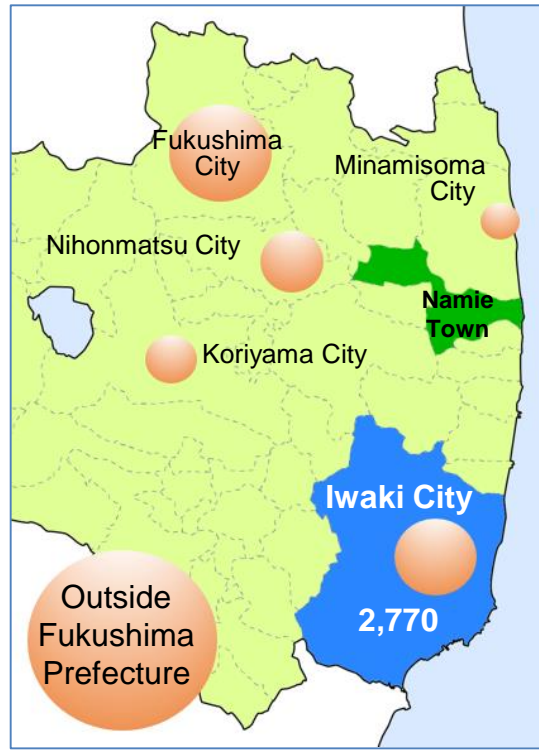 Fukushima
City
Minamisoma
City
Nihonmatsu City
Namie
Town
Koriyama City
Iwaki City
2,770
Outside
Fukushima
Prefecture